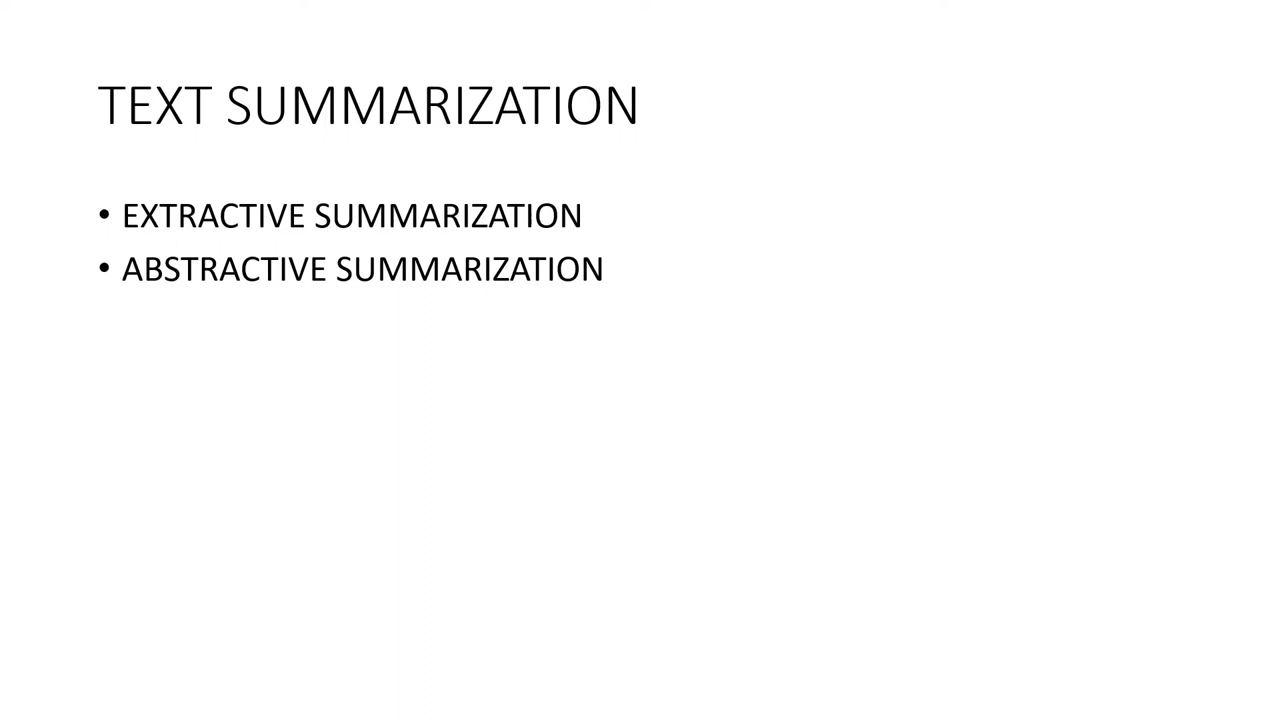 TEXT SUMMARIZATION
• EXTRACTIVE SUMMARIZATION
• ABSTRACTIVE SUMMARIZATION